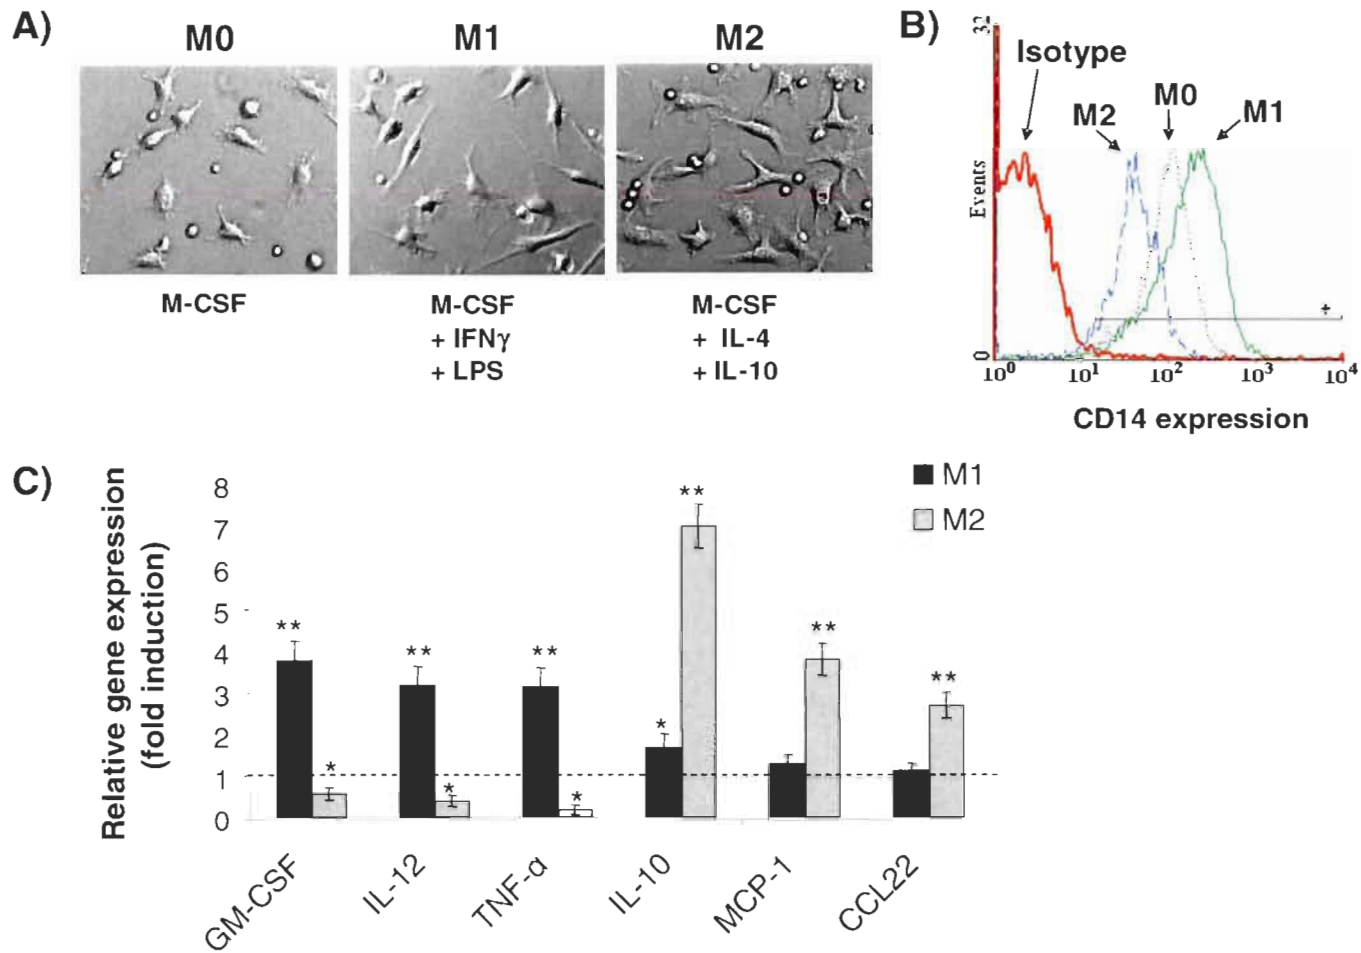 A)
M0
M1
M2
M-CSF
M-CSF
+ IFNγ
+ LPS
M-CSF
+ IL-4
+ IL-10
B)
32
Events
0
Isotype
M2
M0
M1
+
10⁰
10¹
10²
10³
10⁴
CD14 expression
C)
Relative gene expression
(fold induction)
8
7
6
5
4
3
2
1
0
M1
M2
**
*
**
*
**
*
*
**
**
**
GM-CSF
IL-12
TNF-α
IL-10
MCP-1
CCL22